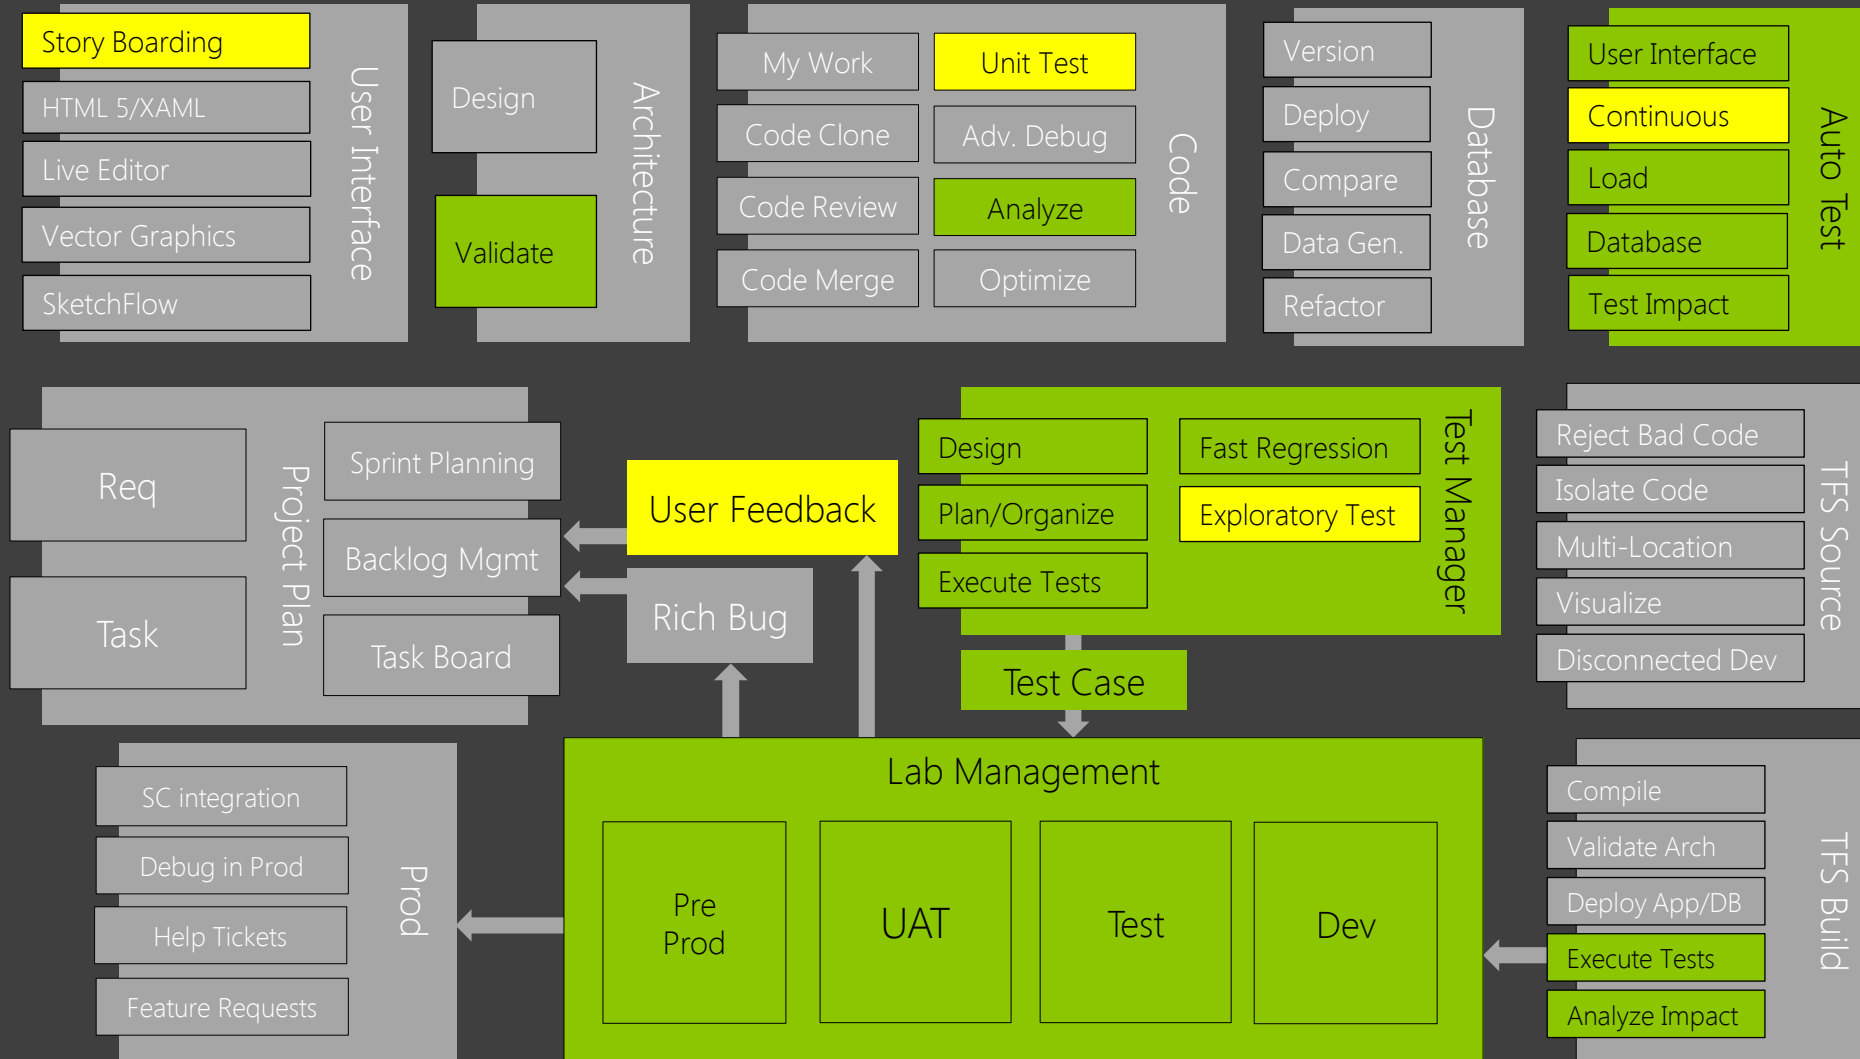 Story Boarding
HTML 5/XAML
Live Editor
Vector Graphics
SketchFlow
User Interface
Design
Validate
Architecture
My Work
Code Clone
Code Review
Code Merge
Unit Test
Adv. Debug
Analyze
Optimize
Code
Version
Deploy
Compare
Data Gen.
Refactor
Database
User Interface
Continuous
Load
Database
Test Impact
Auto Test
Req
Task
Project Plan
Sprint Planning
Backlog Mgmt
Task Board
User Feedback
Rich Bug
Design
Plan/Organize
Execute Tests
Fast Regression
Exploratory Test
Test Manager
Test Case
Reject Bad Code
Isolate Code
Multi-Location
Visualize
Disconnected Dev
TFS Source
SC integration
Debug in Prod
Help Tickets
Feature Requests
Prod
Lab Management
Pre
Prod
UAT
Test
Dev
Compile
Validate Arch
Deploy App/DB
Execute Tests
Analyze Impact
TFS Build